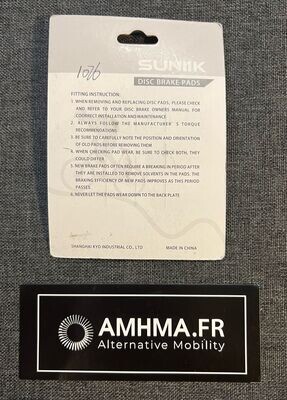 SUNIIK
DISC BRAKE PADS
1076
FITTING INSTRUCTION:
1. WHEN REMOVING AND REPLACING DISC PADS, PLEASE CHECK
AND REFER TO YOUR DISC BRAKE OWNERS MANUAL FOR
COORRECT INSTALLATION AND MAINTENANCE
2. ALWAYS FOLLOW THE MANUFACTURER`S TORQUE
RECOMMENDATIONS.
3. BE SURE TO CAREFULLY NOTE THE POSITION AND ORIENTATION
OF OLD PADS BEFORE REMOVING THEM
4. WHEN CHECKING PAD WEAR, BE SURE TO CHECK BOTH, THEY
COULD DIFFER
5. NEW BRAKE PADS OFTEN REQUIRE A BREAKING IN PERIOD AFTER
THEY ARE INSTALLED TO REMOVE SOLVENTS IN THE PADS. THE
BRAKING EFFICIENCY OF NEW PADS IMPROVES AS THIS PERIOD
PASSES
6. NEVER LET THE PADS WEAR DOWN TO THE BACK PLATE
SHANGHAI KYD INDUSTRIAL CO., LTD
MADE IN CHINA
AMHMA.FR
Alternative Mobility